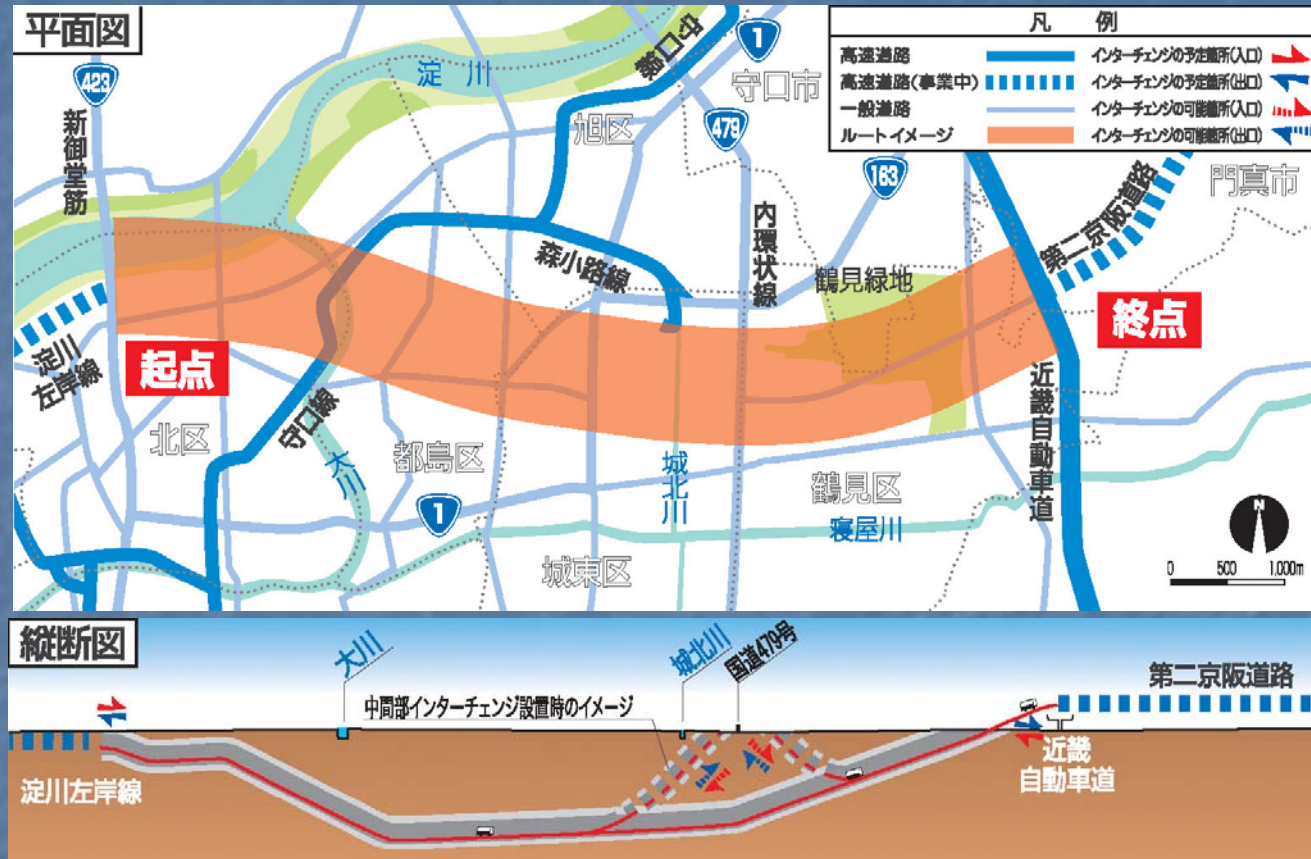 平面図
423
新御堂筋
淀川
守口線
1
守口市
旭区
479
163
凡 例
高速道路
インターチェンジの予定箇所(入口)
高速道路(事業中)
インターチェンジの予定箇所(出口)
一般道路
インターチェンジの可能箇所(入口)
ルートイメージ
インターチェンジの可能箇所(出口)
門真市
第二京阪道路
内環状線
森小路線
鶴見緑地
終点
淀川
左岸線
起点
北区
守口線
大川
都島区
1
城北川
鶴見区
寝屋川
近畿自動車道
城東区
N
0 500 1,000m
縦断図
大川
城北川
国道479号
中間部インターチェンジ設置時のイメージ
第二京阪道路
淀川左岸線
近畿
自動車道